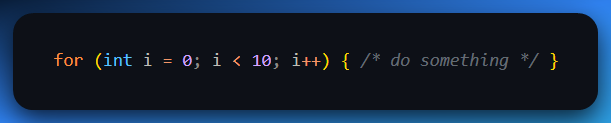 for (int i = 0; i < 10; i++) { /* do something */ }